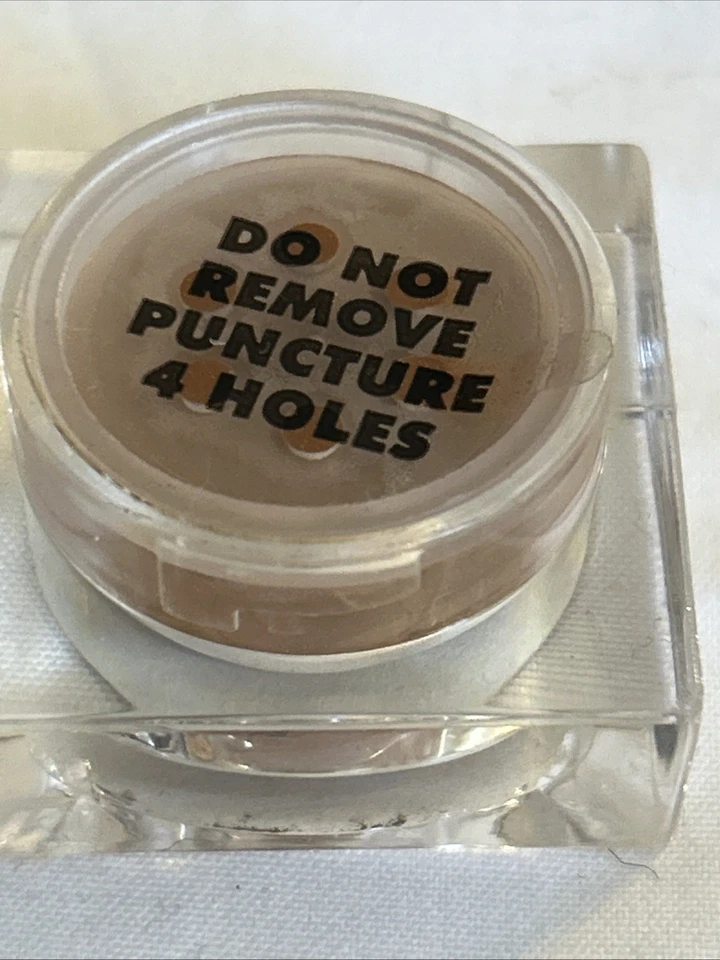 DO NOT
REMOVE
PUNCTURE
4 HOLES